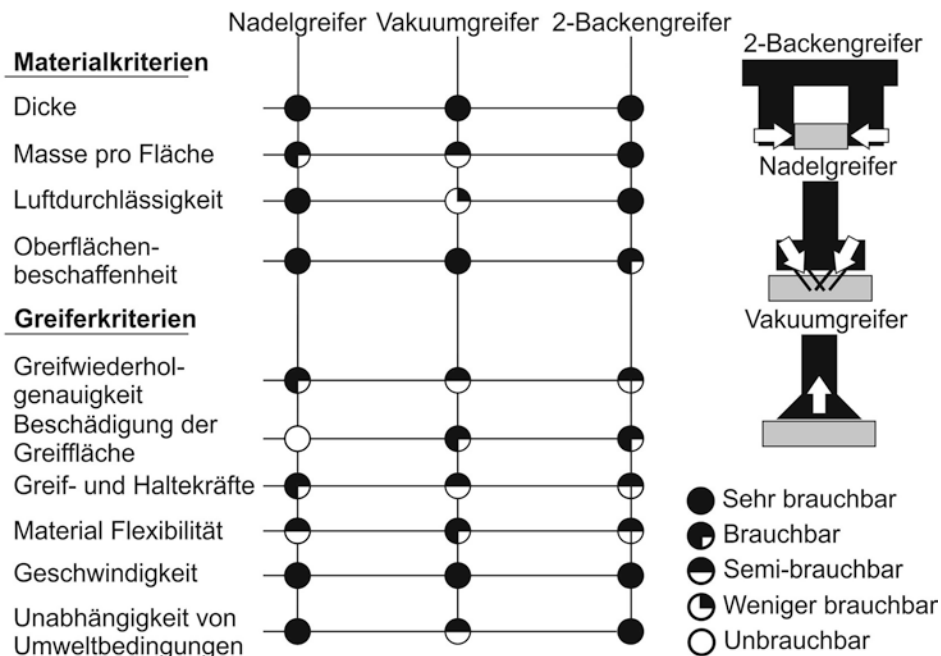 Nadelgreifer Vakuumgreifer 2-Backengreifer
Materialkriterien
Dicke
Masse pro Fläche
Luftdurchlässigkeit
Oberflächen-
beschaffenheit
Greiferkriterien
Greifwiederhol-
genauigkeit
Beschädigung der
Greiffläche
Greif- und Haltekräfte
Material Flexibilität
Geschwindigkeit
Unabhängigkeit von
Umweltbedingungen
2-Backengreifer
Nadelgreifer
Vakuumgreifer
Sehr brauchbar
Brauchbar
Semi-brauchbar
Weniger brauchbar
Unbrauchbar